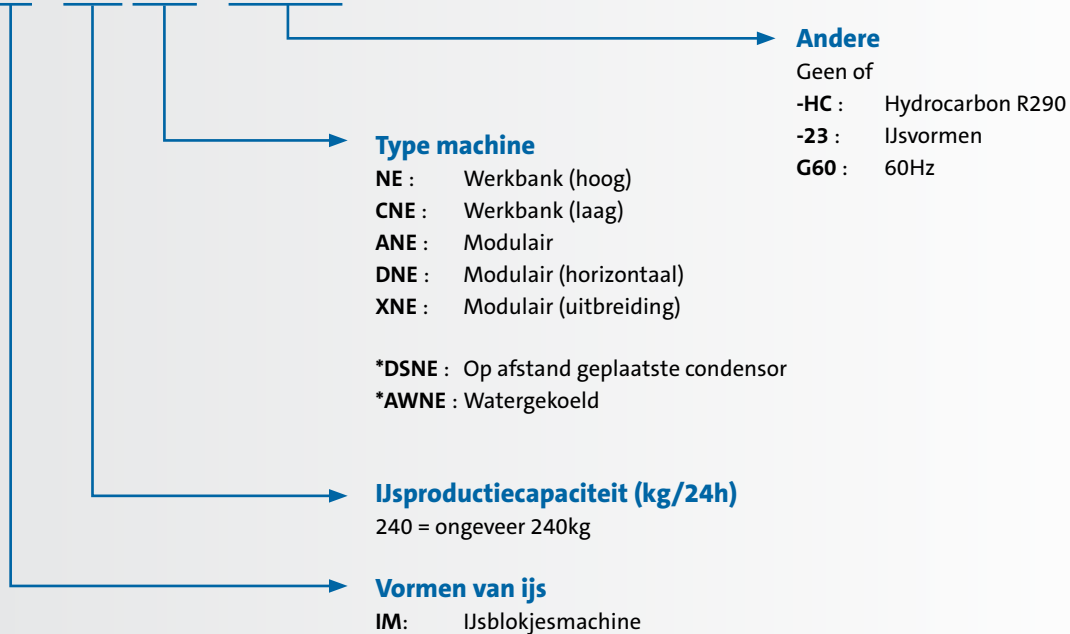 Andere
Geen of
-HC : Hydrocarbon R290
-23 : IJsvormen
G60 : 60Hz
Type machine
NE : Werkbank (hoog)
CNE : Werkbank (laag)
ANE : Modulair
DNE : Modulair (horizontaal)
XNE : Modulair (uitbreiding)
*DSNE : Op afstand geplaatste condensor
*AWNE : Watergekoeld
IJsproductiecapaciteit (kg/24h)
240 = ongeveer 240kg
Vormen van ijs
IM: IJsblokjesmachine